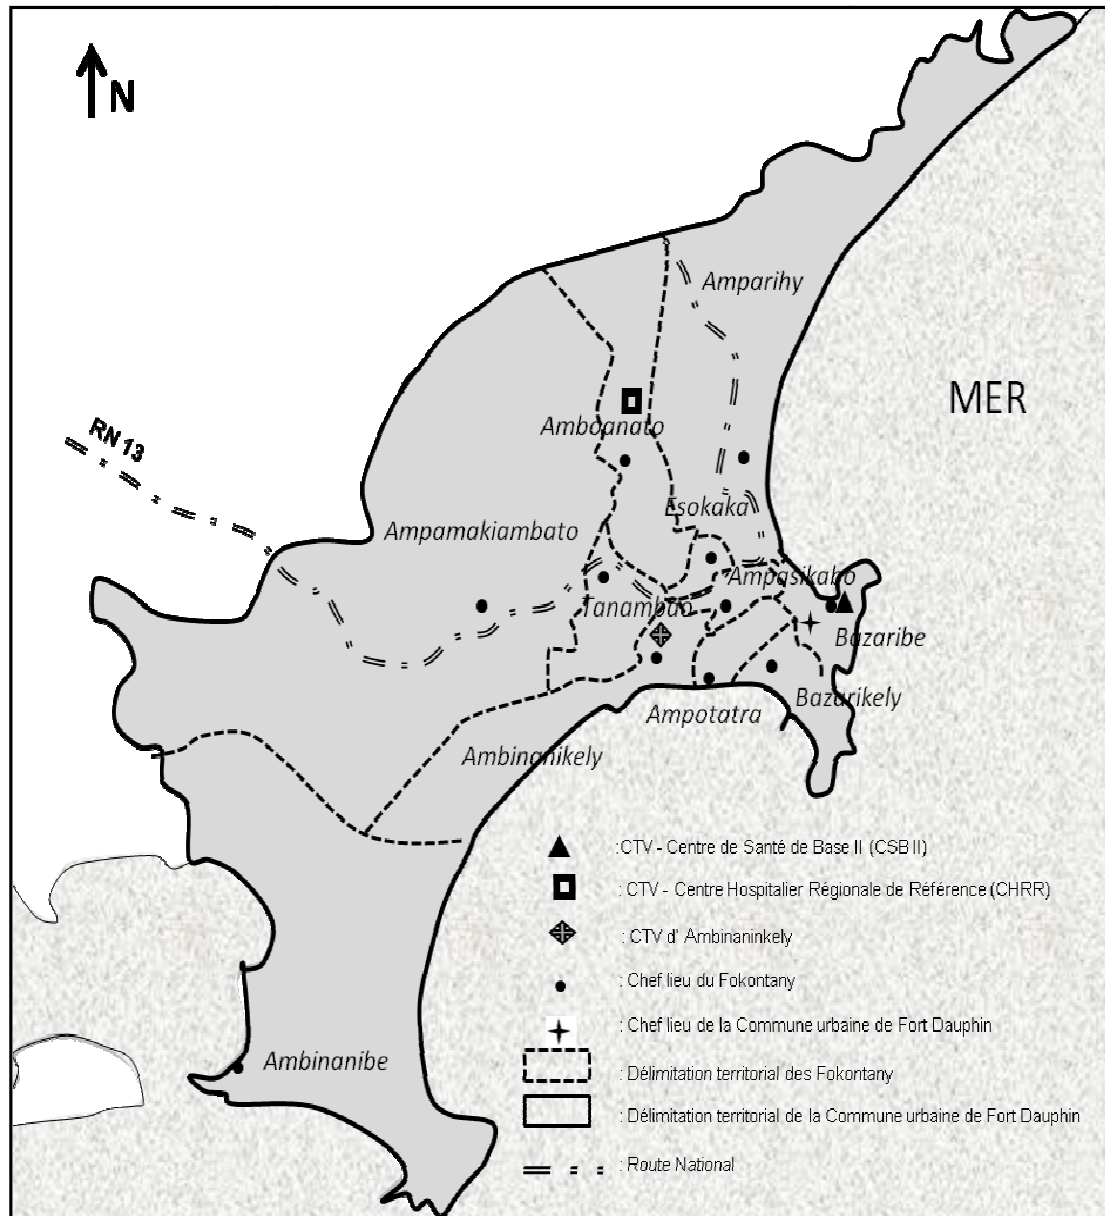 N
Amparihy
MER
RN 13
Amboanato
Esokaka
Ampamakiambato
Ampasikabo
Tanambao
Bazaribe
Bazarikely
Ampotatra
Ambinanikely
: CTV - Centre de Santé de Base II (CSB II)
: CTV - Centre Hospitalier Régionale de Référence (CHRR)
: CTV d' Ambinaninkely
: Chef lieu du Fokontany
: Chef lieu de la Commune urbaine de Fort Dauphin
Ambinanibe
: Délimitation territorial des Fokontany
: Délimitation territorial de la Commune urbaine de Fort Dauphin
: Route National